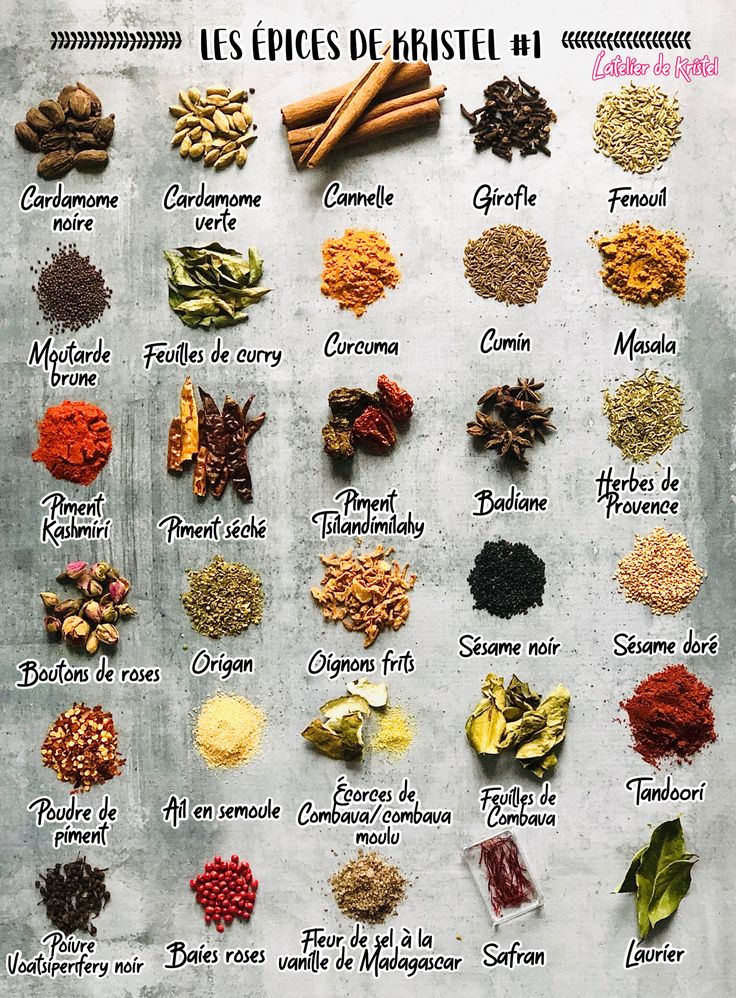 LES ÉPICES DE KRISTEL #1
L'atelier de Kristel
Cardamome
noire
Cardamome
verte
Cannelle
Girofle
Fenouil
Moutarde
brune
Feuilles de curry
Curcuma
Cumin
Masala
Piment
Kashmiri
Piment séché
Piment
Tsilandimilahy
Badiane
Herbes de
Provence
Boutons de roses
Origan
Oignons frits
Sésame noir
Sésame doré
Poudre de
piment
Ail en semoule
Écorces de
Combava/combava
moulu
Feuilles de
Combava
Tandoori
Poivre
Voatsiperifery noir
Baies roses
Fleur de sel à la
vanille de Madagascar
Safran
Laurier